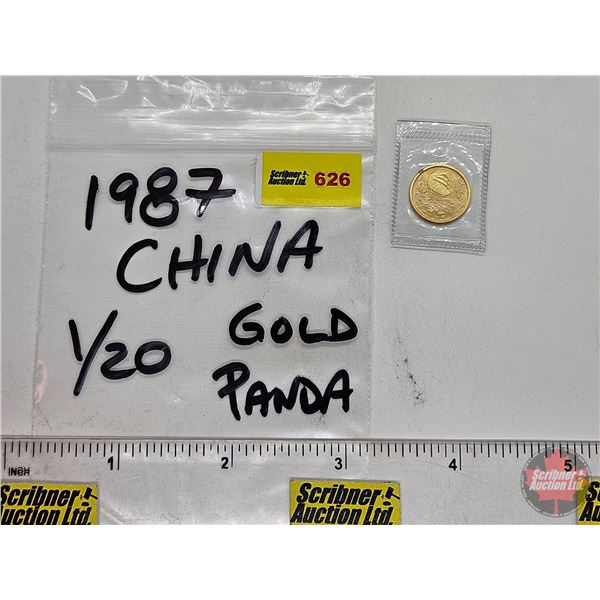 Scribner Auction Ltd. 626
1987
CHINA
1/20 GOLD
PANDA
INCH 1 2 3 4 5
Scribner
Auction Ltd.
Scribner
Auction Ltd.
Scribner
Auction Ltd.